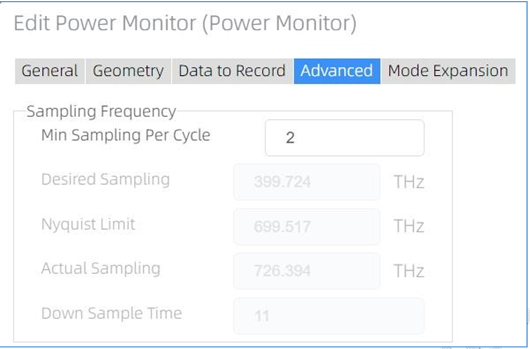 Edit Power Monitor (Power Monitor)
General Geometry Data to Record Advanced Mode Expansion
Sampling Frequency
Min Sampling Per Cycle 2
Desired Sampling 399.724 THz
Nyquist Limit 699.517 THz
Actual Sampling 726.394 THz
Down Sample Time 11